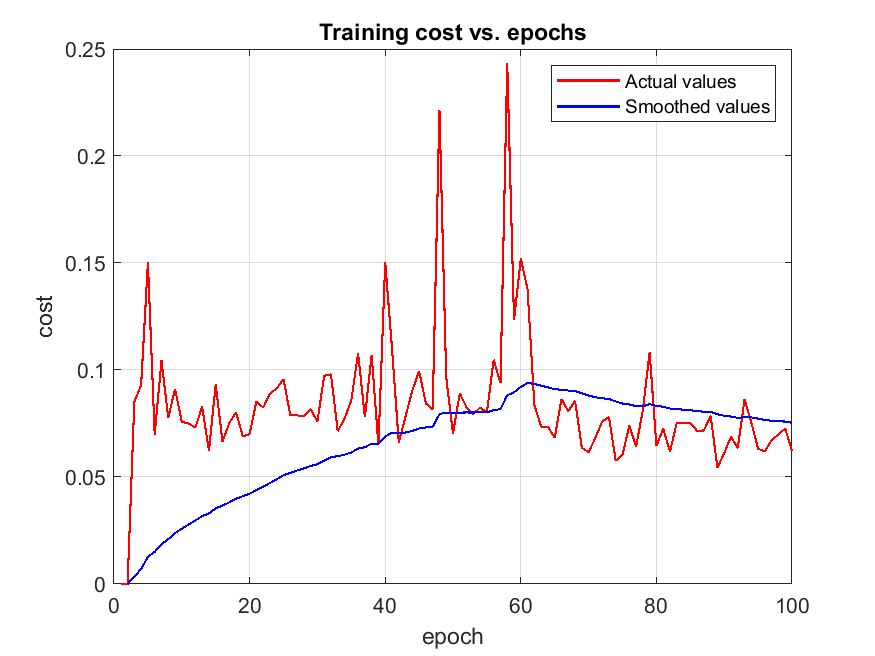 Training cost vs. epochs
0.25
Actual values
Smoothed values
0.2
0.15
cost
0.1
0.05
0
0 20 40 60 80 100
epoch